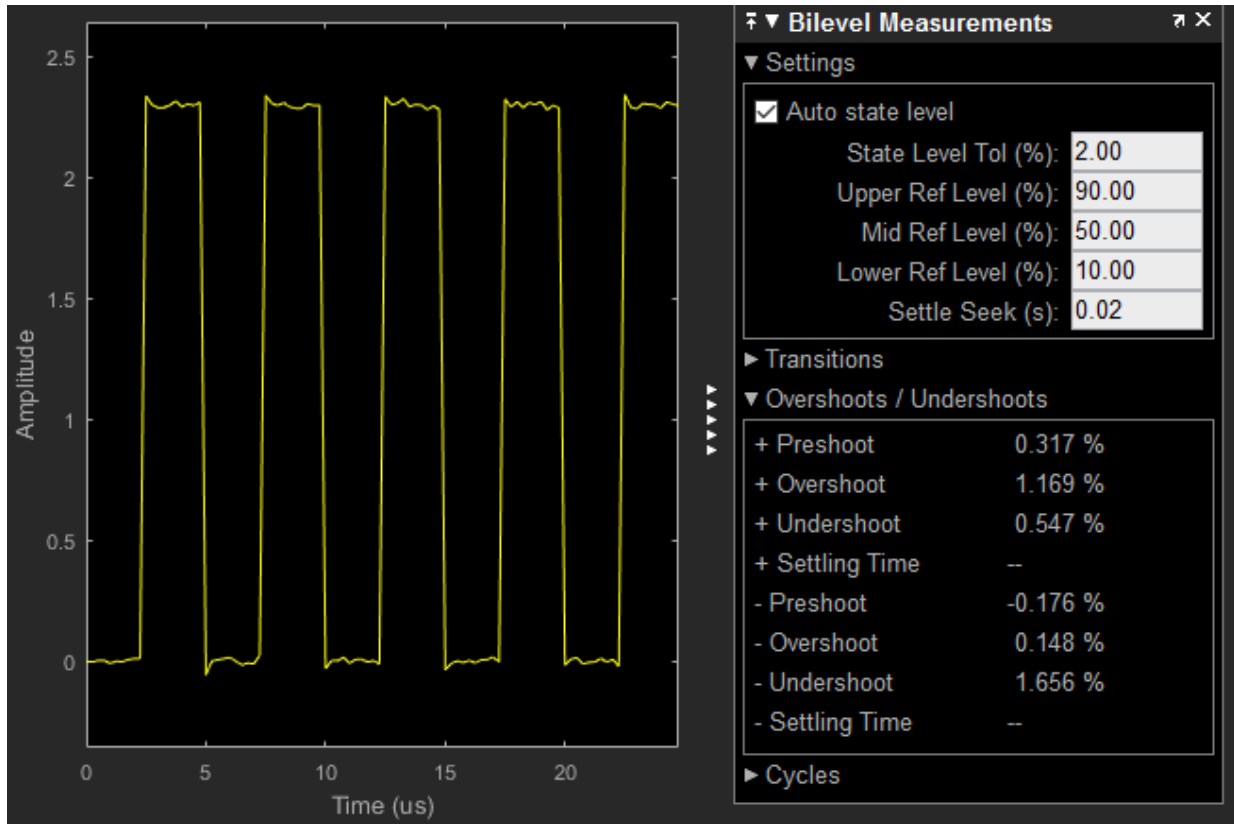 2.5
2
1.5
1
0.5
0
Amplitude
0 5 10 15 20
Time (us)
Bilevel Measurements
Settings
Auto state level
State Level Tol (%): 2.00
Upper Ref Level (%): 90.00
Mid Ref Level (%): 50.00
Lower Ref Level (%): 10.00
Settle Seek (s): 0.02
Transitions
Overshoots / Undershoots
+ Preshoot 0.317 %
+ Overshoot 1.169 %
+ Undershoot 0.547 %
+ Settling Time --
- Preshoot -0.176 %
- Overshoot 0.148 %
- Undershoot 1.656 %
- Settling Time --
Cycles